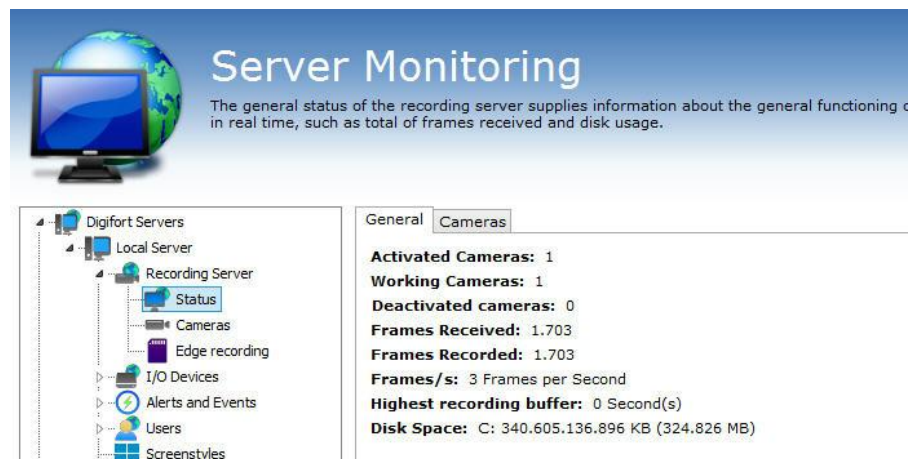 Server Monitoring
The general status of the recording server supplies information about the general functioning
in real time, such as total of frames received and disk usage.
Digifort Servers
Local Server
Recording Server
Status
Cameras
Edge recording
I/O Devices
Alerts and Events
Users
Screenstyles
General Cameras
Activated Cameras: 1
Working Cameras: 1
Deactivated cameras: 0
Frames Received: 1.703
Frames Recorded: 1.703
Frames/s: 3 Frames per Second
Highest recording buffer: 0 Second(s)
Disk Space: C: 340.605.136.896 KB (324.826 MB)